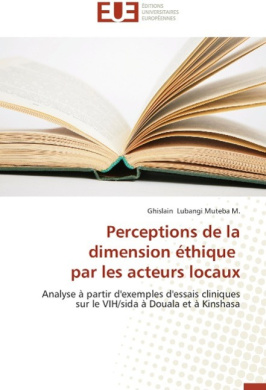 EUE
ÉDITIONS
UNIVERSITAIRES
EUROPÉENNES
Ghislain Lubangi Muteba M.
Perceptions de la
dimension éthique
par les acteurs locaux
Analyse à partir d'exemples d'essais cliniques
sur le VIH/sida à Douala et à Kinshasa